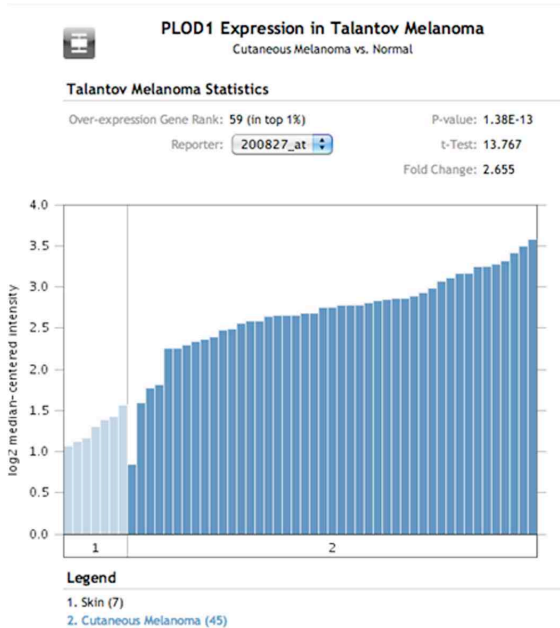 PLOD1 Expression in Talantov Melanoma
Cutaneous Melanoma vs. Normal
Talantov Melanoma Statistics
Over-expression Gene Rank: 59 (in top 1%)
P-value: 1.38E-13
Reporter: 200827_at
t-Test: 13.767
Fold Change: 2.655
log2 median-centered intensity
4.0
3.5
3.0
2.5
2.0
1.5
1.0
0.5
0.0
1
2
Legend
1. Skin (7)
2. Cutaneous Melanoma (45)